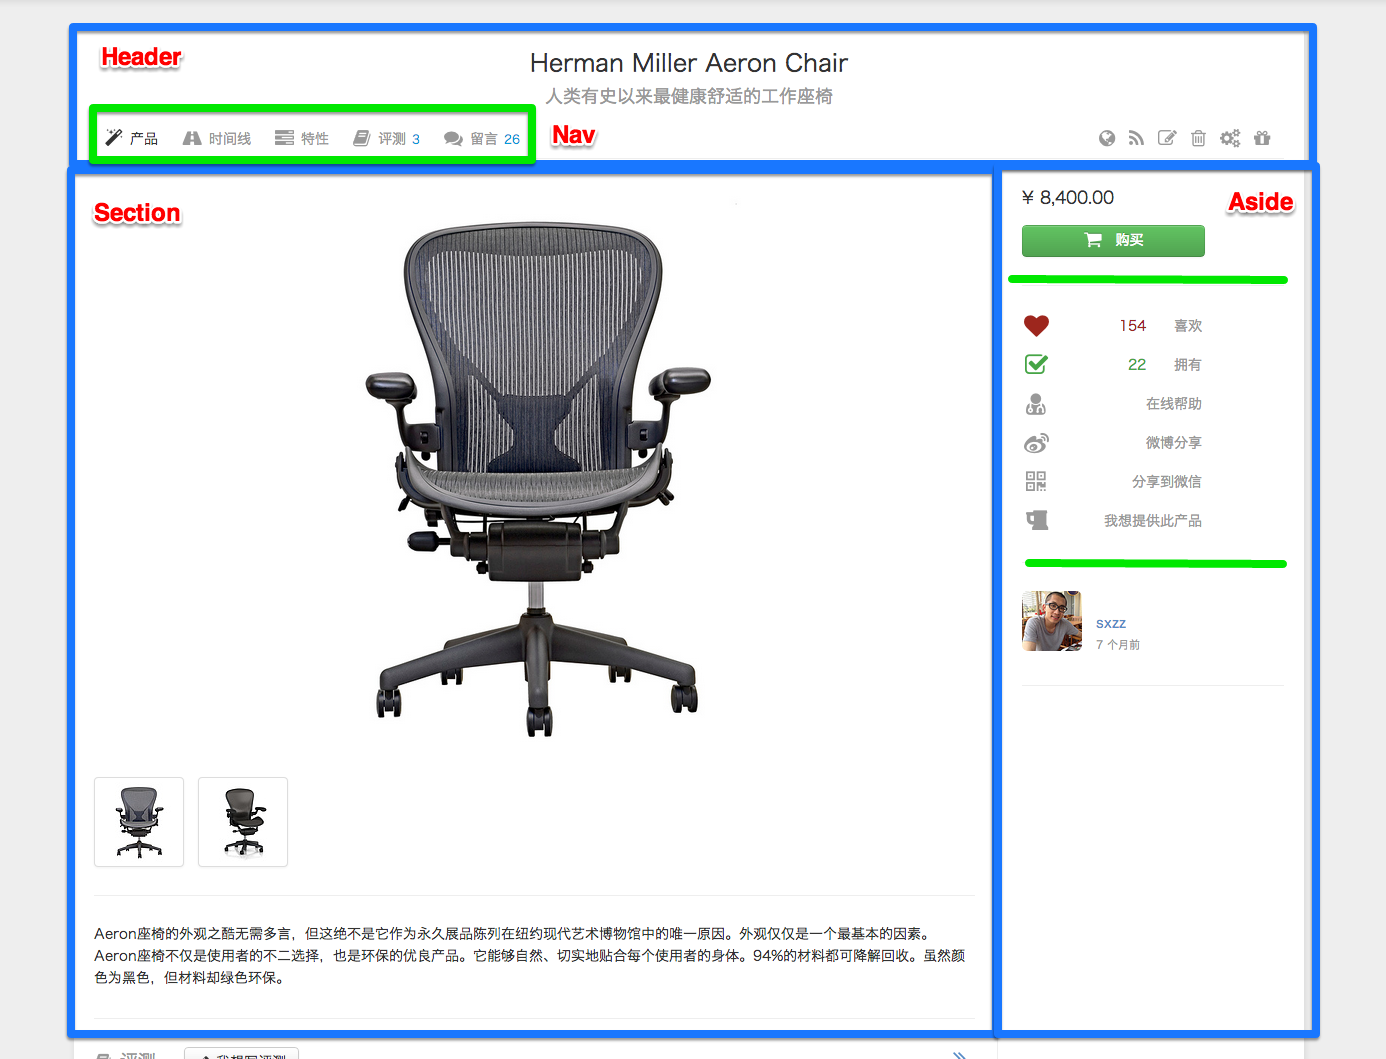 Header
Herman Miller Aeron Chair
人类有史以来最健康舒适的工作座椅
产品 时间线 特性 评测 3 留言 26
Nav
Section
¥ 8,400.00
Aside
购买
154 喜欢
22 拥有
在线帮助
微博分享
分享到微信
我想提供此产品
sxzz
7 个月前
Aeron座椅的外观之酷无需多言，但这绝不是它作为永久展品陈列在纽约现代艺术博物馆中的唯一原因。外观仅仅是一个最基本的因素。
Aeron座椅不仅是使用者的不二选择，也是环保的优良产品。它能够自然、切实地贴合每个使用者的身体。94%的材料都可降解回收。虽然颜
色为黑色，但材料却绿色环保。
评测 我想写评测